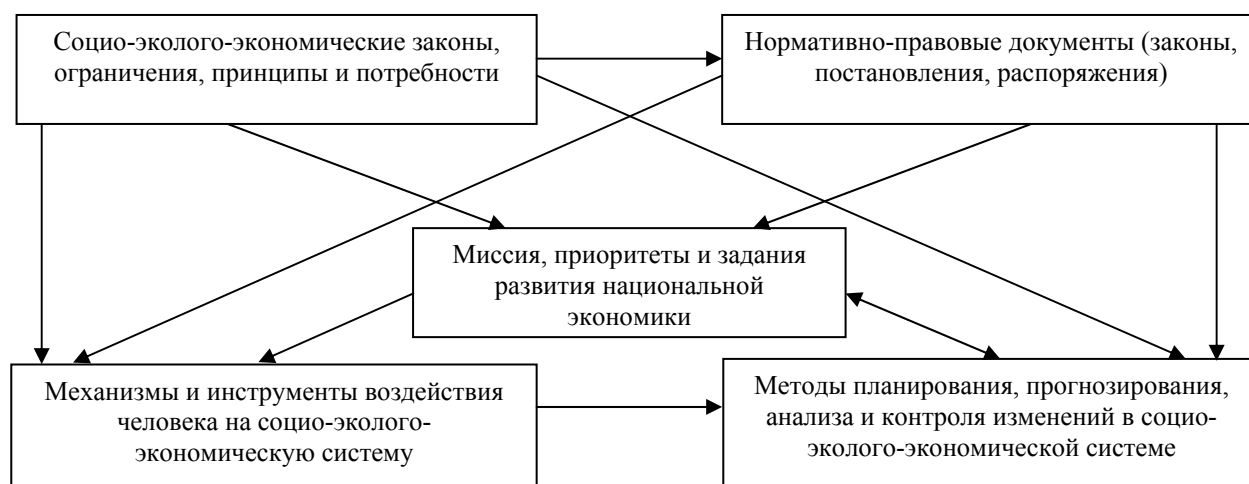 Социо-эколого-экономические законы,
ограничения, принципы и потребности
Нормативно-правовые документы (законы,
постановления, распоряжения)
Миссия, приоритеты и задания
развития национальной
экономики
Механизмы и инструменты воздействия
человека на социо-эколого-
экономическую систему
Методы планирования, прогнозирования,
анализа и контроля изменений в социо-
эколого-экономической системе